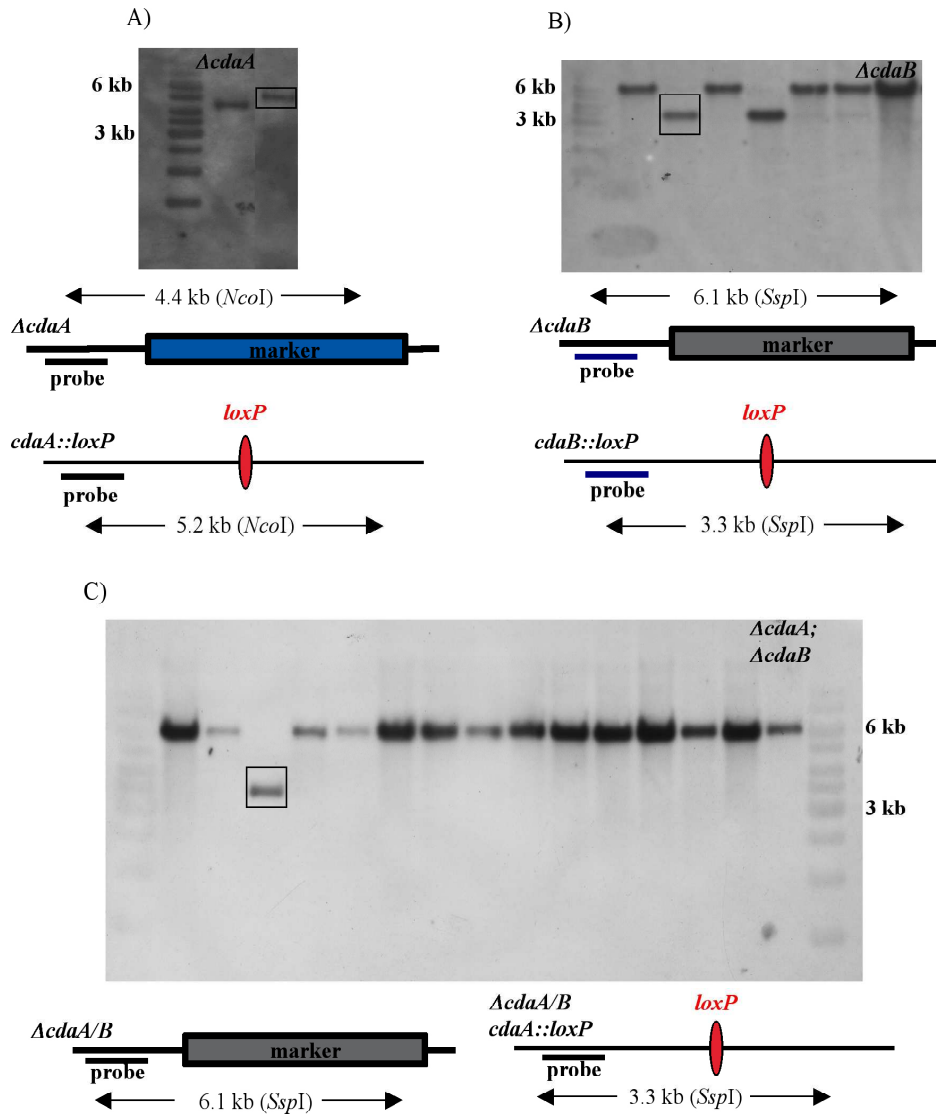 A)
ΔcdaA
6 kb
3 kb
4.4 kb (NcoI)
ΔcdaA
marker
probe
loxP
cdaA::loxP
probe
5.2 kb (NcoI)
B)
ΔcdaB
6 kb
3 kb
6.1 kb (SspI)
ΔcdaB
marker
probe
loxP
cdaB::loxP
probe
3.3 kb (SspI)
C)
ΔcdaA;
ΔcdaB
6 kb
3 kb
ΔcdaA/B
marker
probe
6.1 kb (SspI)
ΔcdaA/B
loxP
cdaA::loxP
probe
3.3 kb (SspI)